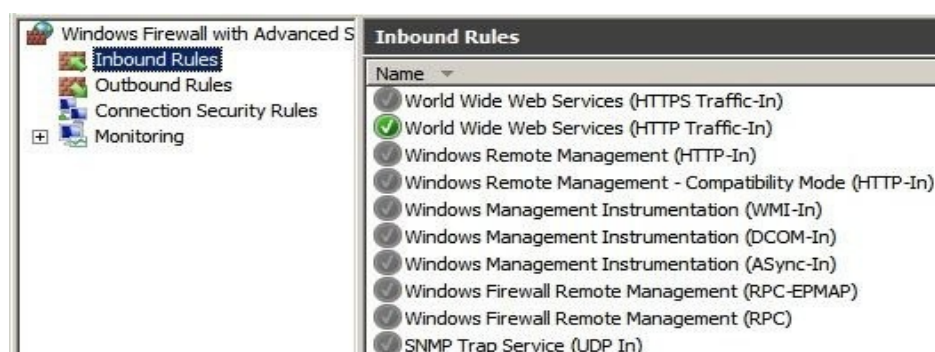 Windows Firewall with Advanced S
Inbound Rules
Outbound Rules
Connection Security Rules
Monitoring
Inbound Rules
Name
World Wide Web Services (HTTPS Traffic-In)
World Wide Web Services (HTTP Traffic-In)
Windows Remote Management (HTTP-In)
Windows Remote Management - Compatibility Mode (HTTP-In)
Windows Management Instrumentation (WMI-In)
Windows Management Instrumentation (DCOM-In)
Windows Management Instrumentation (ASync-In)
Windows Firewall Remote Management (RPC-EPMAP)
Windows Firewall Remote Management (RPC)
SNMP Trap Service (UDP In)